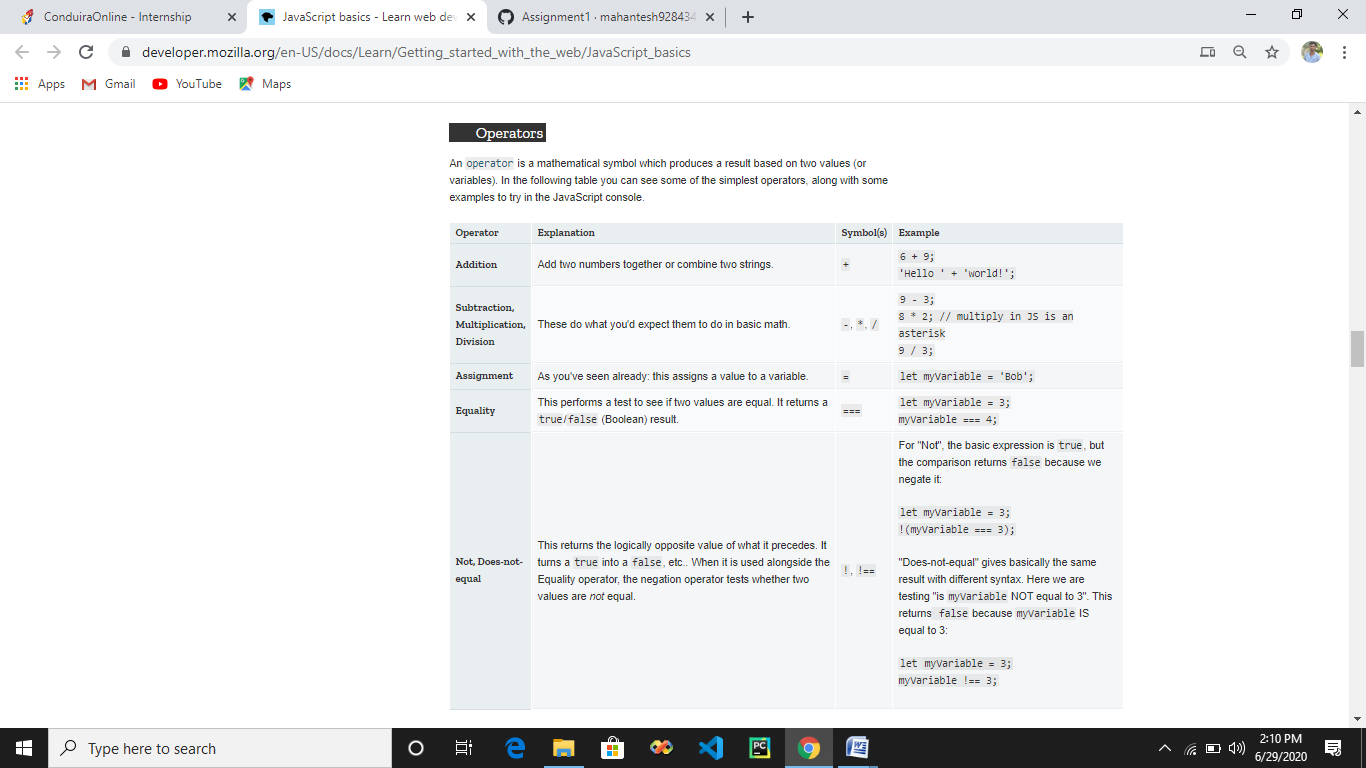 ConduiraOnline - Internship
JavaScript basics - Learn web dev
Assignment1 · mahantesh928434
developer.mozilla.org/en-US/docs/Learn/Getting_started_with_the_web/JavaScript_basics
Apps
Gmail
YouTube
Maps
Operators
An operator is a mathematical symbol which produces a result based on two values (or
variables). In the following table you can see some of the simplest operators, along with some
examples to try in the JavaScript console.
Operator
Explanation
Symbol(s)
Example
Addition
Add two numbers together or combine two strings.
+
6 + 9;
'Hello ' + 'world!';
Subtraction,
Multiplication,
Division
These do what you'd expect them to do in basic math.
-, *, /
9 - 3;
8 * 2; // multiply in JS is an
asterisk
9 / 3;
Assignment
As you've seen already: this assigns a value to a variable.
=
let myVariable = 'Bob';
Equality
This performs a test to see if two values are equal. It returns a
true/false (Boolean) result.
===
let myVariable = 3;
myVariable === 4;
Not, Does-not-
equal
This returns the logically opposite value of what it precedes. It
turns a true into a false, etc.. When it is used alongside the
Equality operator, the negation operator tests whether two
values are not equal.
!, !==
For "Not", the basic expression is true, but
the comparison returns false because we
negate it:
let myVariable = 3;
!(myVariable === 3);
"Does-not-equal" gives basically the same
result with different syntax. Here we are
testing "is myVariable NOT equal to 3". This
returns false because myVariable IS
equal to 3:
let myVariable = 3;
myVariable !== 3;
Type here to search
PC
W
2:10 PM
6/29/2020